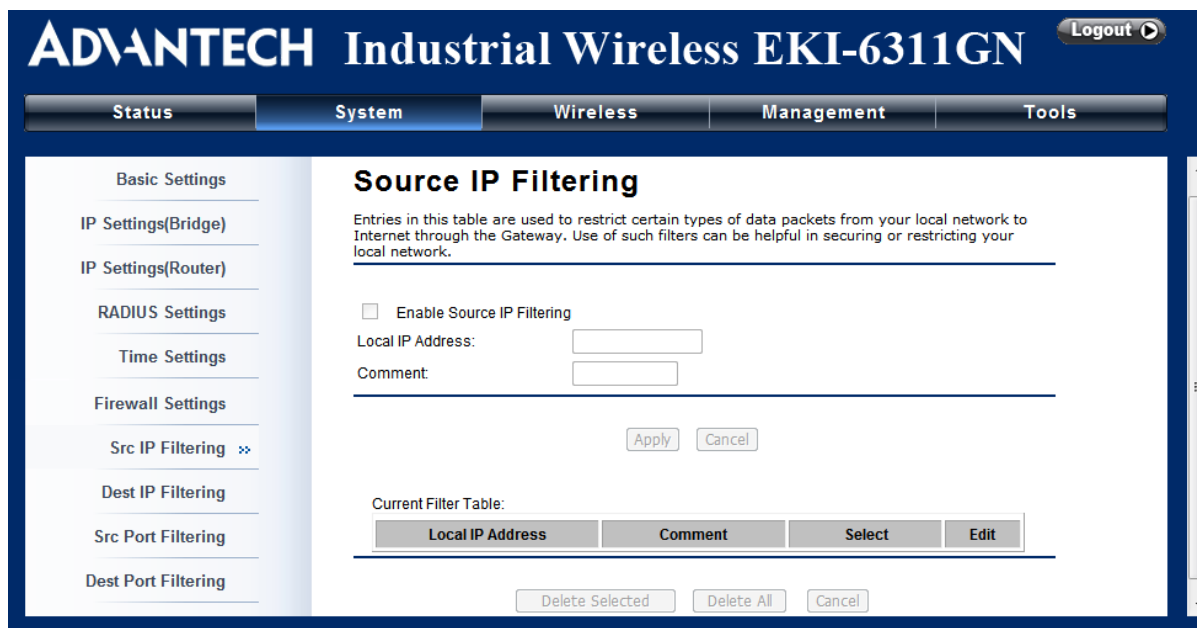 ADVANTECH Industrial Wireless EKI-6311GN
Logout
Status System Wireless Management Tools
Basic Settings
IP Settings(Bridge)
IP Settings(Router)
RADIUS Settings
Time Settings
Firewall Settings
Src IP Filtering »
Dest IP Filtering
Src Port Filtering
Dest Port Filtering
Source IP Filtering
Entries in this table are used to restrict certain types of data packets from your local network to
Internet through the Gateway. Use of such filters can be helpful in securing or restricting your
local network.
Enable Source IP Filtering
Local IP Address:
Comment:
Apply Cancel
Current Filter Table:
Local IP Address Comment Select Edit
Delete Selected Delete All Cancel